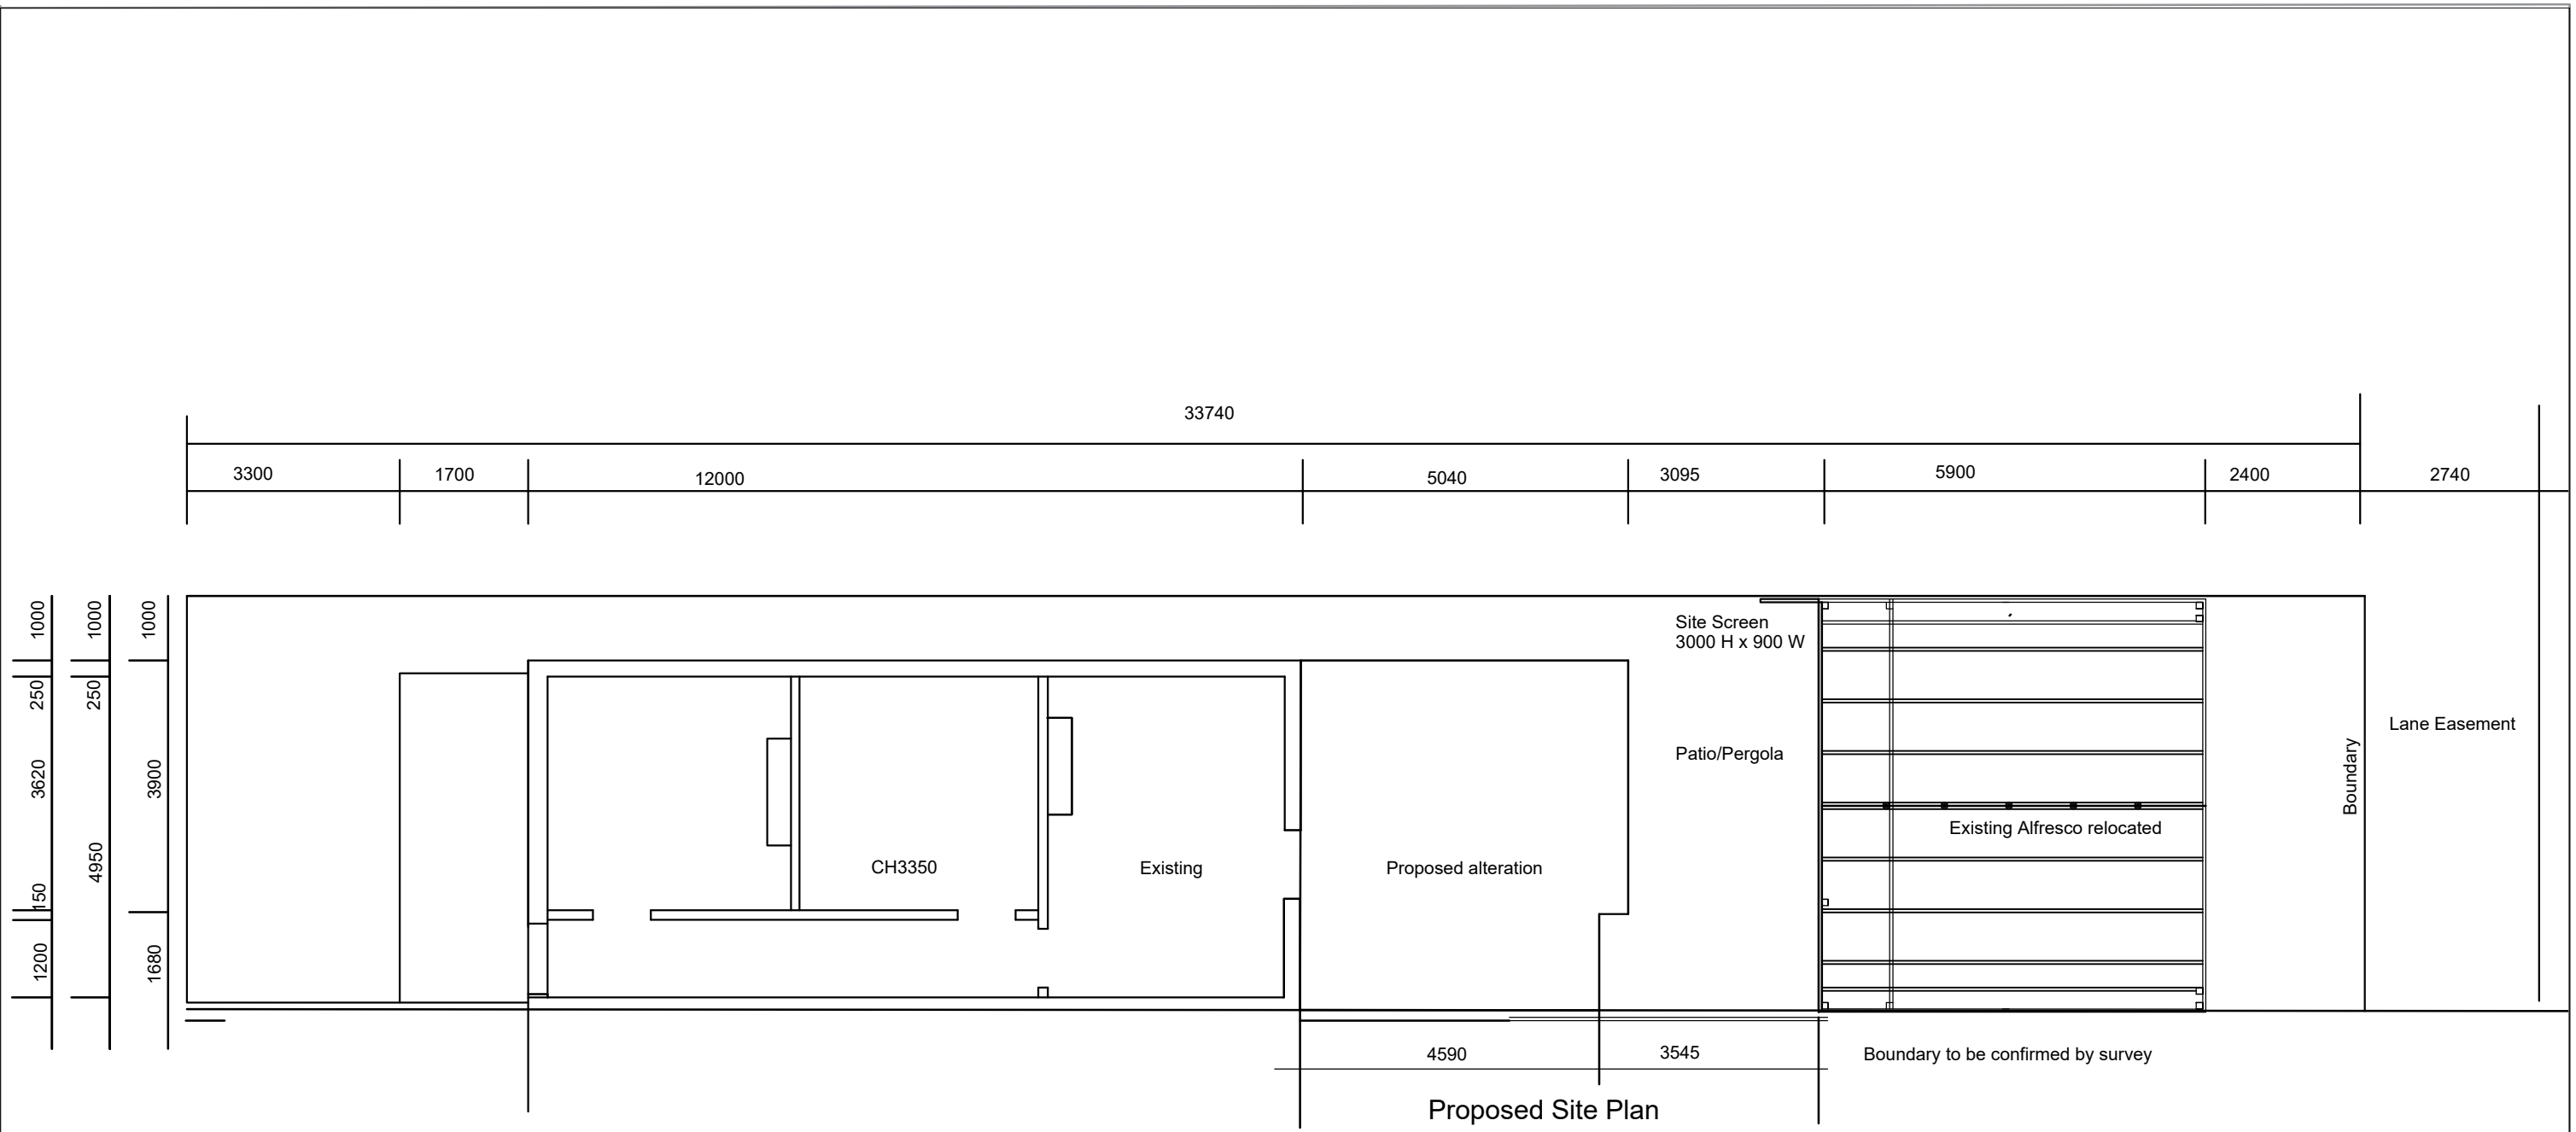 33740
3300
1700
12000
5040
3095
5900
2400
2740
1000
1000
1000
Site Screen
3000 H x 900 W
250
250
Lane Easement
3620
3900
Patio/Pergola
Boundary
Existing Alfresco relocated
4950
CH3350
Existing
Proposed alteration
150
1200
1680
4590
3545
Boundary to be confirmed by survey
Proposed Site Plan